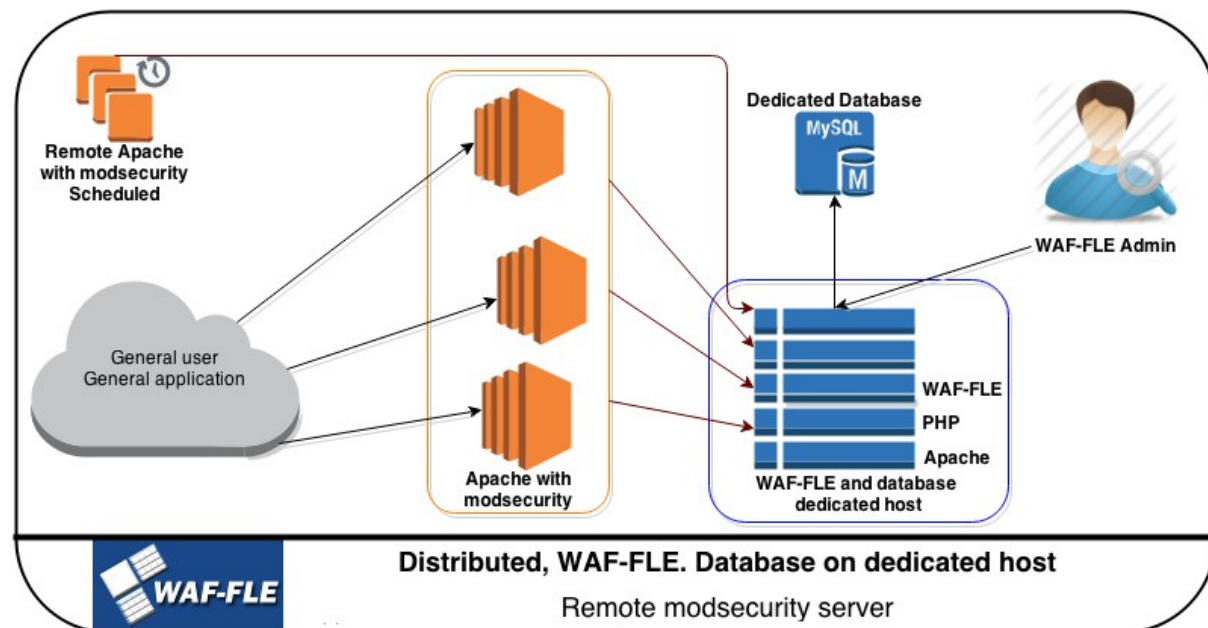 Remote Apache
with modsecurity
Scheduled
General user
General application
Apache with
modsecurity
Dedicated Database
MySQL
M
WAF-FLE Admin
WAF-FLE
PHP
Apache
WAF-FLE and database
dedicated host
WAF-FLE
Distributed, WAF-FLE. Database on dedicated host
Remote modsecurity server